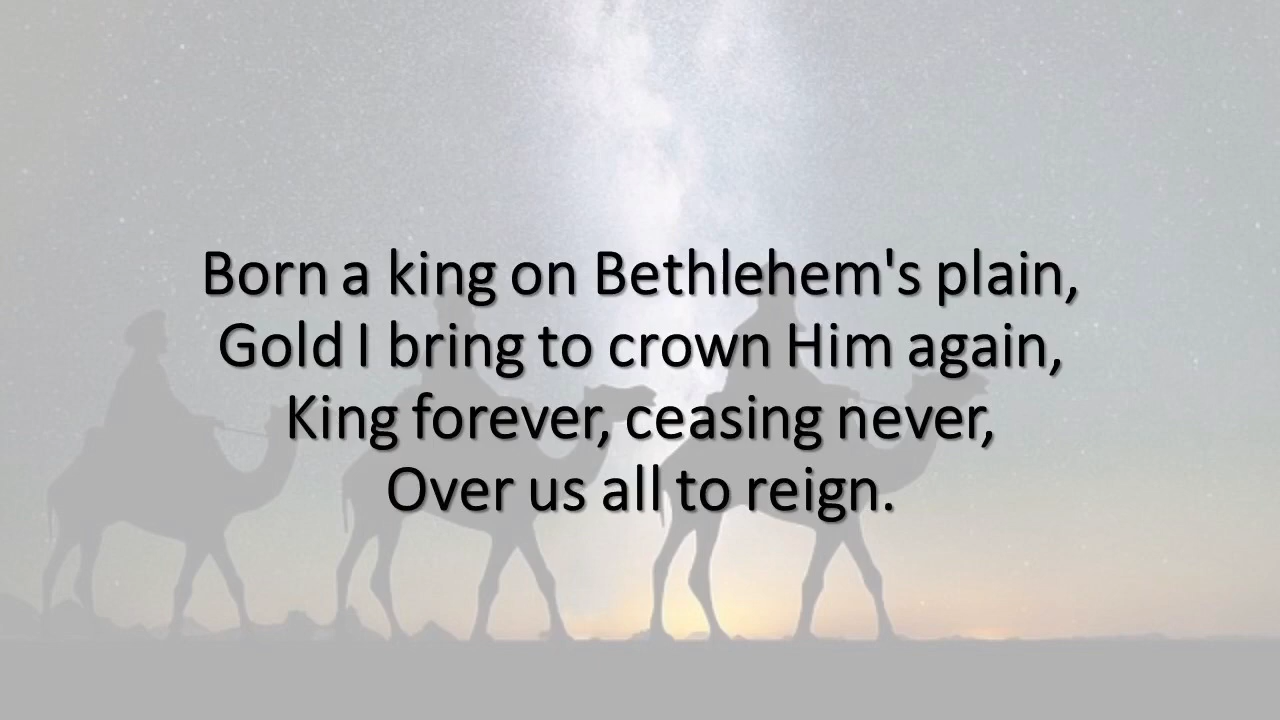 Born a king on Bethlehem's plain,
Gold I bring to crown Him again,
King forever, ceasing never,
Over us all to reign.